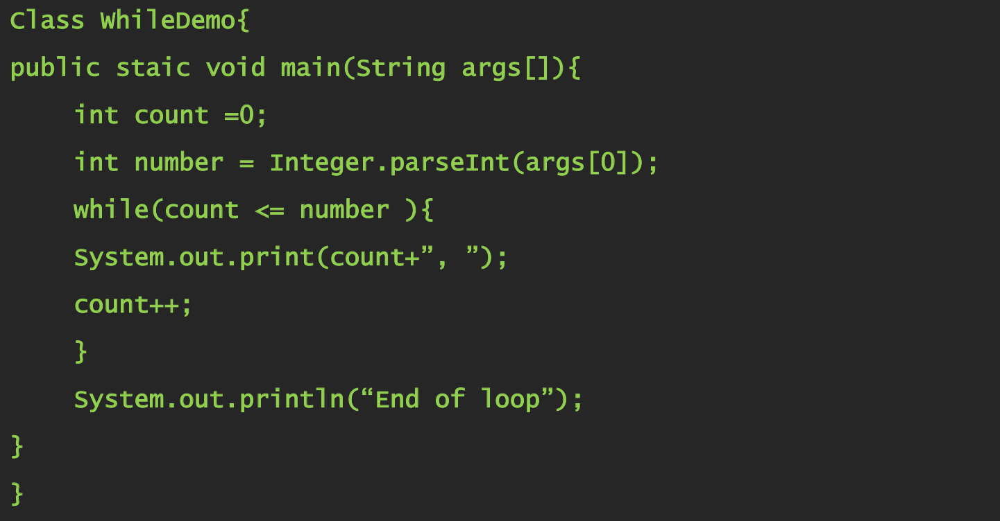 Class WhileDemo{
public staic void main(String args[]){
int count =0;
int number = Integer.parseInt(args[0]);
while(count <= number ){
System.out.print(count+”, ”);
count++;
}
System.out.println(“End of loop”);
}
}